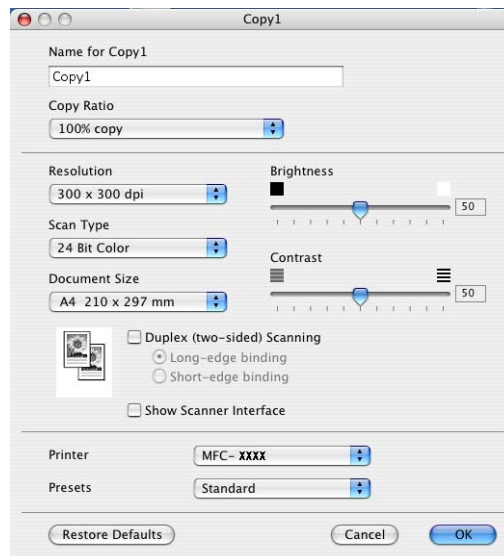 Copy1
Name for Copy1
Copy1
Copy Ratio
100% copy
Resolution
300 x 300 dpi
Scan Type
24 Bit Color
Document Size
A4 210 x 297 mm
Brightness
50
Contrast
50
Duplex (two-sided) Scanning
Long-edge binding
Short-edge binding
Show Scanner Interface
Printer
MFC- XXXX
Presets
Standard
Restore Defaults
Cancel
OK